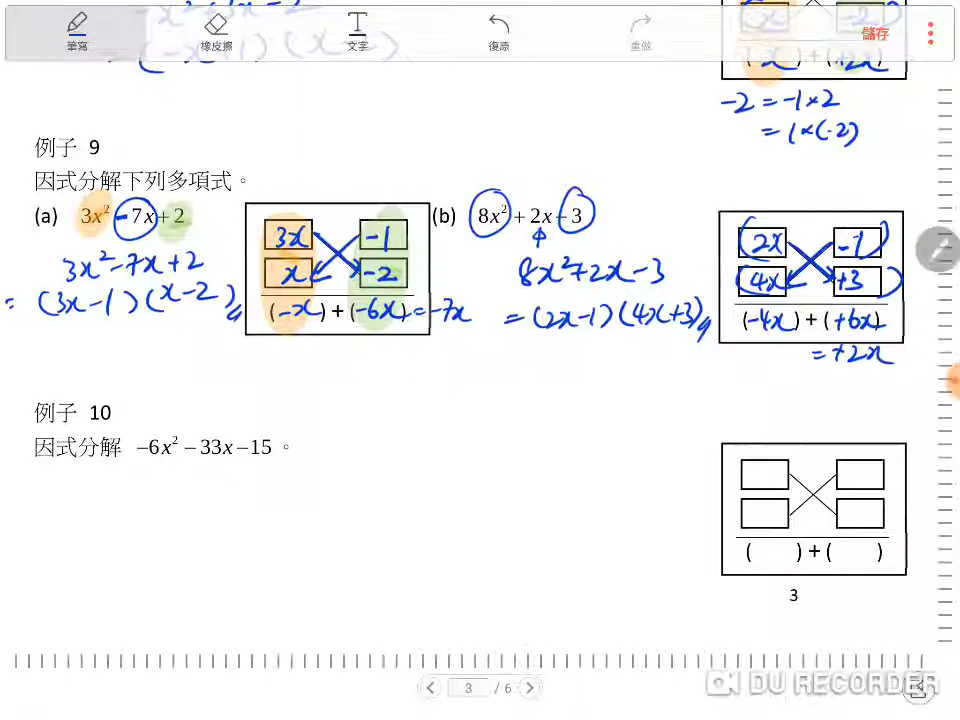 筆寫 橡皮擦 文字 復原 重做 儲存
(-x+1)(x-2)
(x) + (+2x)
-2 = -1×2
= 1×(-2)
例子 9
因式分解下列多項式。
(a) 3x² - 7x + 2
3x
-1
x
-2
(-x) + (-6x) = -7x
3x²-7x+2
= (3x-1)(x-2)
(b) 8x² + 2x - 3
2x
-1
4x
+3
(-4x) + (+6x)
= +2x
8x²+2x-3
= (2x-1)(4x+3)
例子 10
因式分解 −6x² − 33x − 15 。
( ) + ( )
3
3 / 6
DU RECORDER